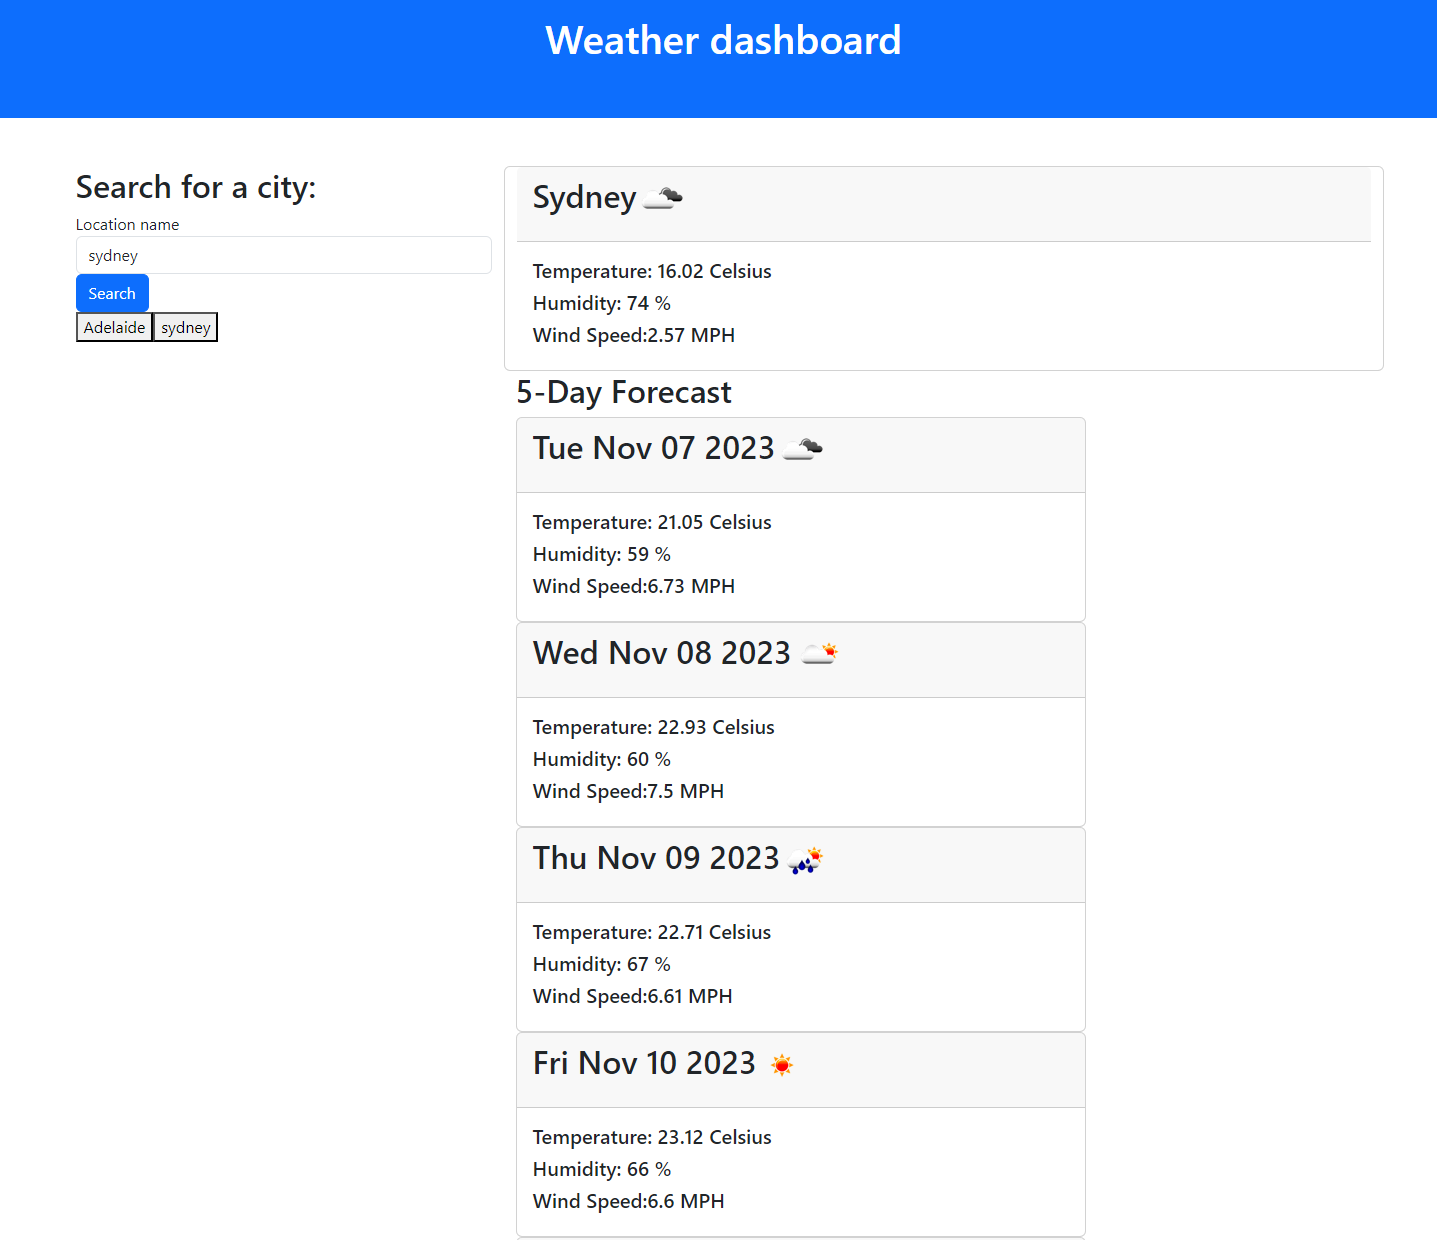 Weather dashboard
Search for a city:
Location name
sydney
Search
Adelaide sydney
Sydney
Temperature: 16.02 Celsius
Humidity: 74 %
Wind Speed:2.57 MPH
5-Day Forecast
Tue Nov 07 2023
Temperature: 21.05 Celsius
Humidity: 59 %
Wind Speed:6.73 MPH
Wed Nov 08 2023
Temperature: 22.93 Celsius
Humidity: 60 %
Wind Speed:7.5 MPH
Thu Nov 09 2023
Temperature: 22.71 Celsius
Humidity: 67 %
Wind Speed:6.61 MPH
Fri Nov 10 2023
Temperature: 23.12 Celsius
Humidity: 66 %
Wind Speed:6.6 MPH